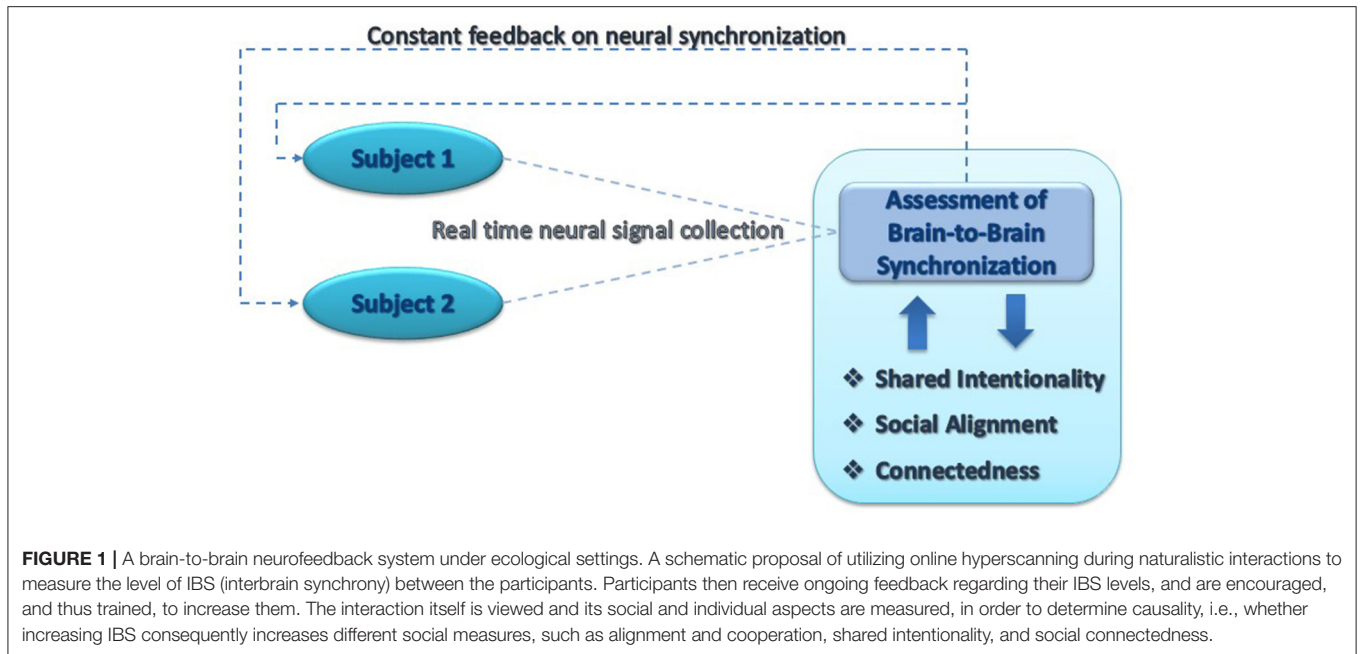 Constant feedback on neural synchronization
Subject 1
Real time neural signal collection
Subject 2
Assessment of
Brain-to-Brain
Synchronization
❖ Shared Intentionality
❖ Social Alignment
❖ Connectedness
FIGURE 1 | A brain-to-brain neurofeedback system under ecological settings. A schematic proposal of utilizing online hyperscanning during naturalistic interactions to
measure the level of IBS (interbrain synchrony) between the participants. Participants then receive ongoing feedback regarding their IBS levels, and are encouraged,
and thus trained, to increase them. The interaction itself is viewed and its social and individual aspects are measured, in order to determine causality, i.e., whether
increasing IBS consequently increases different social measures, such as alignment and cooperation, shared intentionality, and social connectedness.